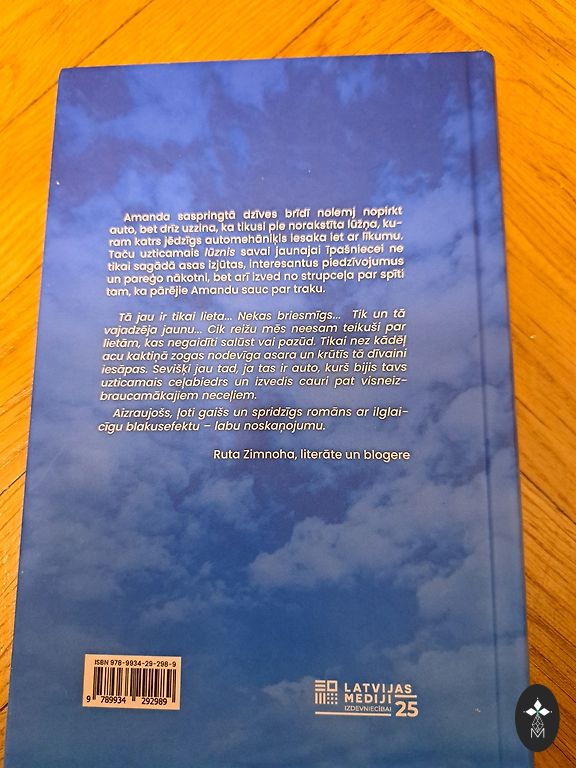 Amanda saspringtā dzīves brīdī nolemj nopirkt
auto, bet drīz uzzina, ka tikusi pie norakstīta lūžņa, ku-
ram katrs jēdzīgs automehāniķis iesaka iet ar līkumu.
Taču uzticamais lūznis savai jaunajai īpašniecei ne
tikai sagādā asas izjūtas, interesantus piedzīvojumus
un pareģo nākotni, bet arī izved no strupceļa par spīti
tam, ka pārējie Amandu sauc par traku.
Tā jau ir tikai lieta... Nekas briesmīgs... Tik un tā
vajadzēja jaunu... Cik reižu mēs neesam teikuši par
lietām, kas negaidīti salūst vai pazūd. Tikai nez kādēļ
acu kaktiņā zogas nodevīga asara un krūtīs tā dīvaini
iesāpas. Sevišķi jau tad, ja tas ir auto, kurš bijis tavs
uzticamais ceļabiedrs un izvedis cauri pat visneiz-
braucamākajiem neceļiem.
Aizraujošs, ļoti gaišs un spridzīgs romāns ar ilglai-
cīgu blakusefektu – labu noskaņojumu.
Ruta Zimnoha, literāte un blogere
ISBN 978-9934-29-298-9
9 789934 292989
LATVIJAS
MEDIJI
IZDEVNIECĪBAI 25
M